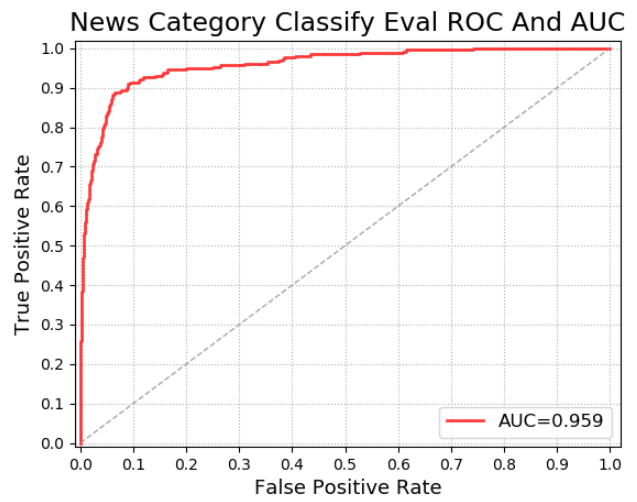 News Category Classify Eval ROC And AUC
1.0
0.9
0.8
0.7
0.6
0.5
0.4
0.3
0.2
0.1
0.0
True Positive Rate
AUC=0.959
0.0 0.1 0.2 0.3 0.4 0.5 0.6 0.7 0.8 0.9 1.0
False Positive Rate